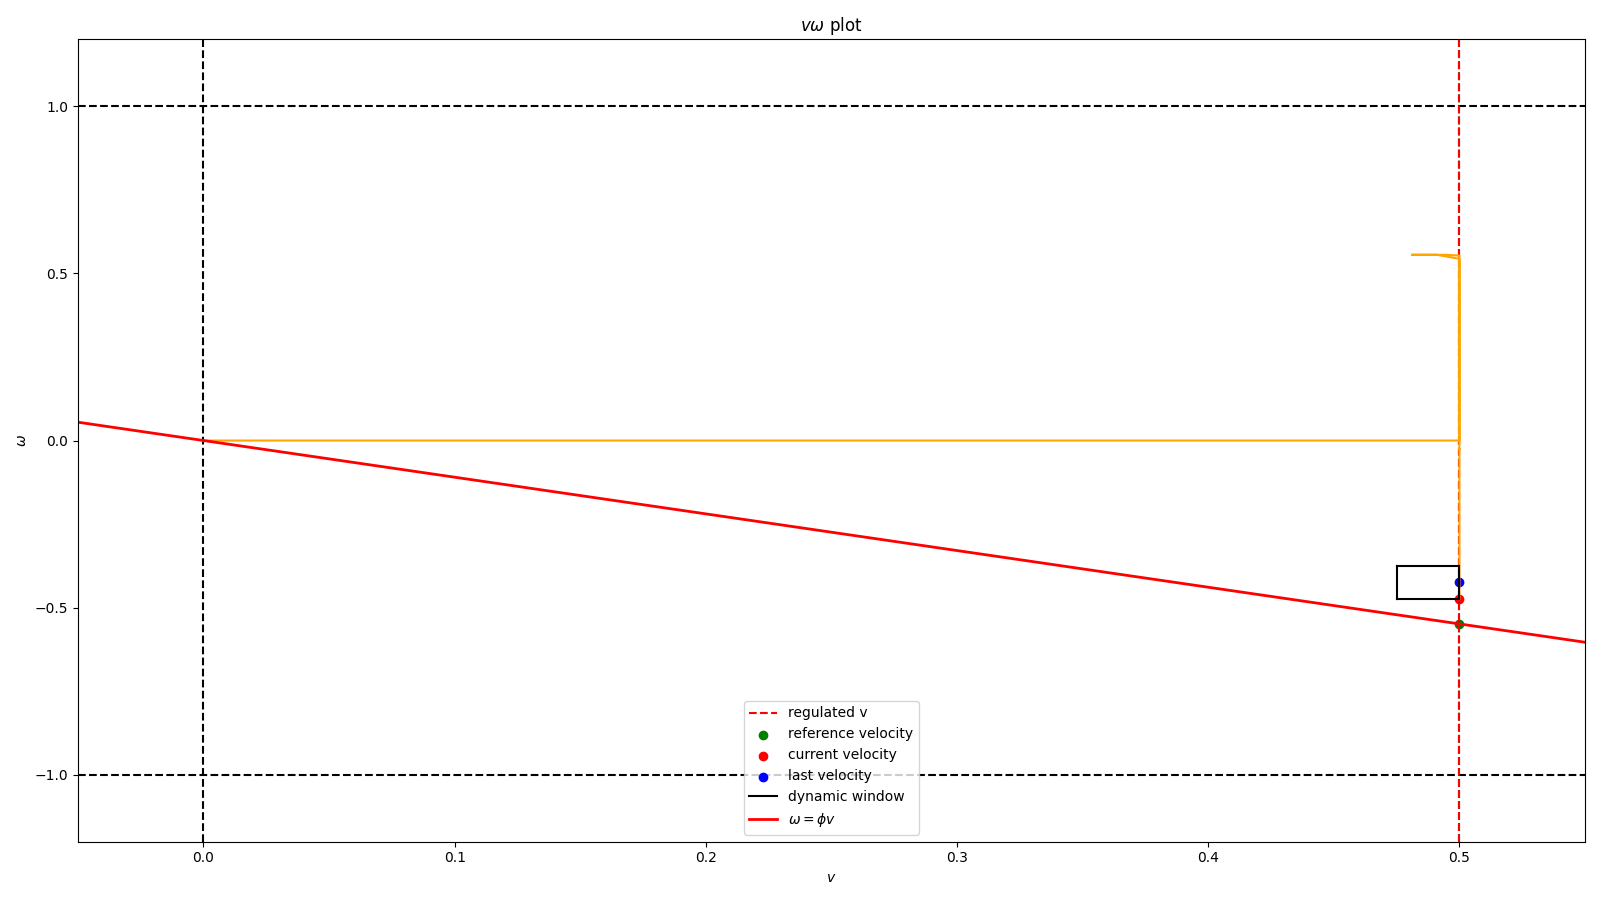 vω plot
1.0
0.5
0.0
−0.5
−1.0
ω
0.0 0.1 0.2 0.3 0.4 0.5
v
regulated v
reference velocity
current velocity
last velocity
dynamic window
ω = ϕv